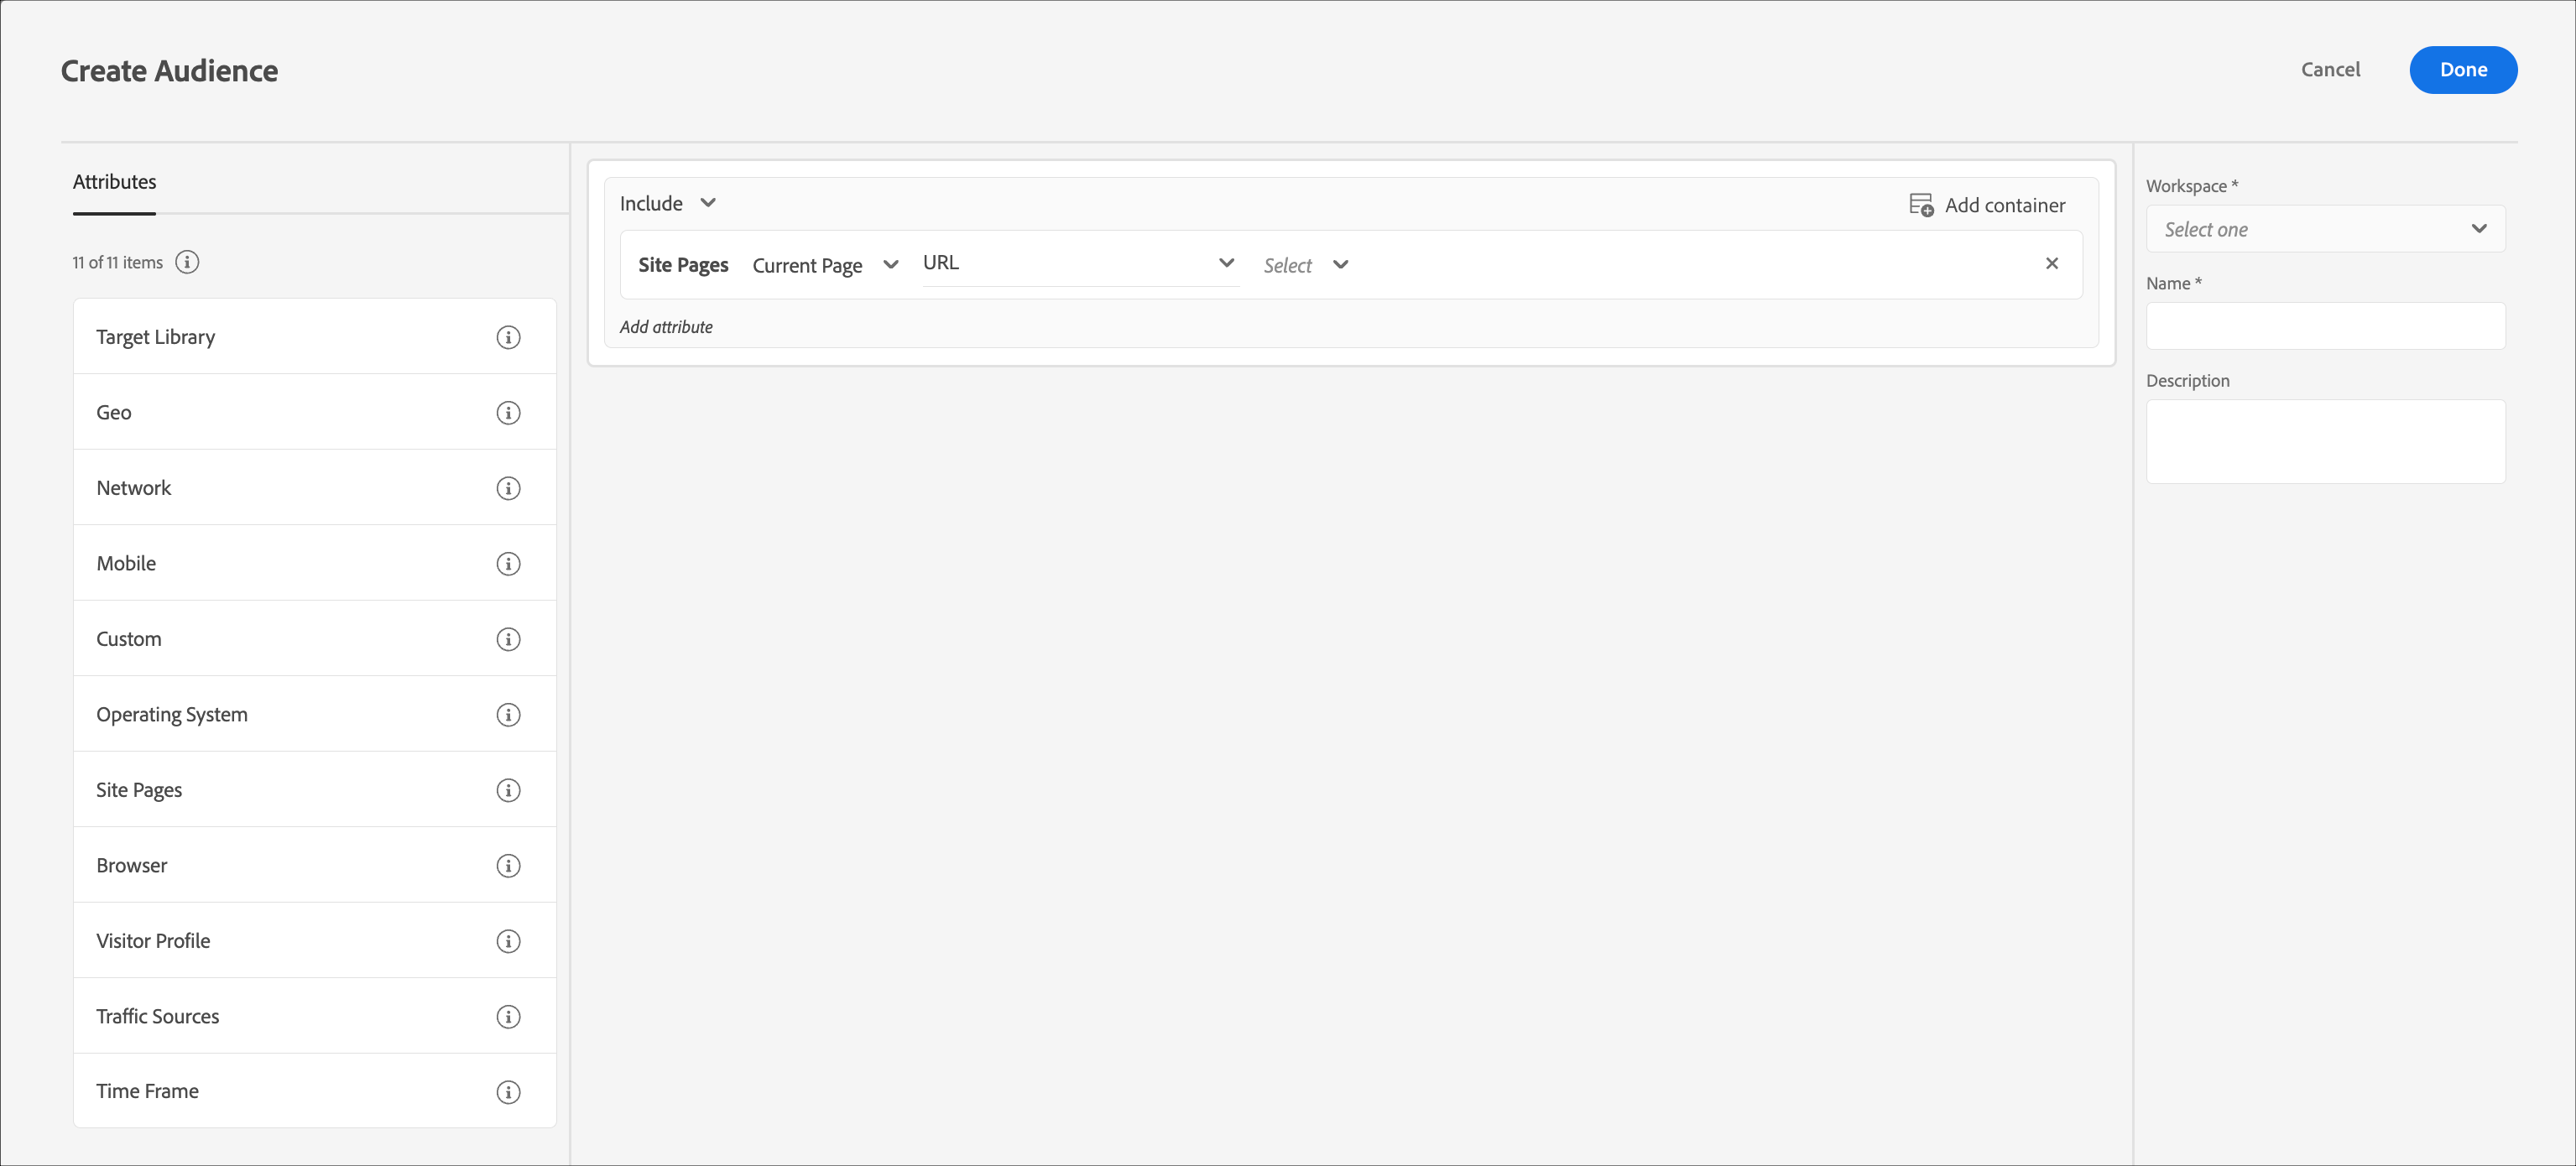 Create Audience
Cancel
Done
Attributes
11 of 11 items
Target Library
Geo
Network
Mobile
Custom
Operating System
Site Pages
Browser
Visitor Profile
Traffic Sources
Time Frame
Include
Add container
Site Pages Current Page URL Select
Add attribute
Workspace *
Select one
Name *
Description